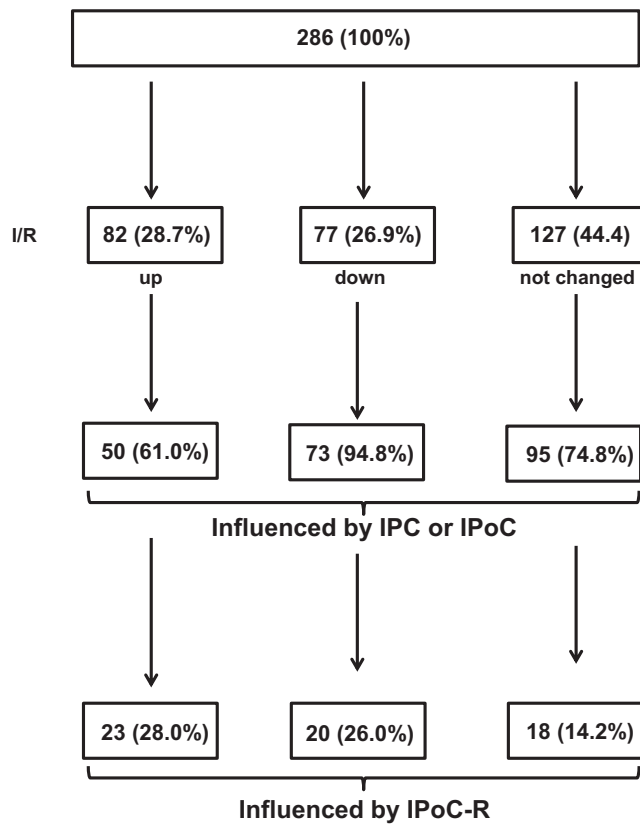 286 (100%)
I/R 82 (28.7%) 77 (26.9%) 127 (44.4)
up down not changed
50 (61.0%) 73 (94.8%) 95 (74.8%)
Influenced by IPC or IPoC
23 (28.0%) 20 (26.0%) 18 (14.2%)
Influenced by IPoC-R